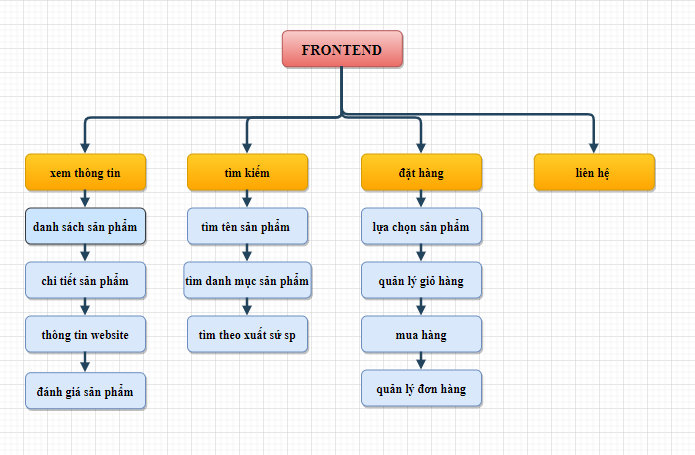 FRONTEND
xem thông tin
tìm kiếm
đặt hàng
liên hệ
danh sách sản phẩm
tìm tên sản phẩm
lựa chọn sản phẩm
chi tiết sản phẩm
tìm danh mục sản phẩm
quản lý giỏ hàng
thông tin website
tìm theo xuất sứ sp
mua hàng
đánh giá sản phẩm
quản lý đơn hàng